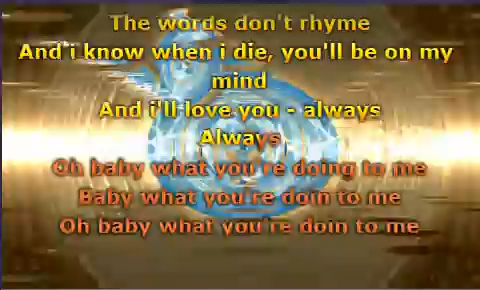 The words don't rhyme
And i know when i die, you'll be on my
mind
And i'll love you - always
Always
Oh baby what you're doing to me
Baby what you're doin to me
Oh baby what you're doin to me